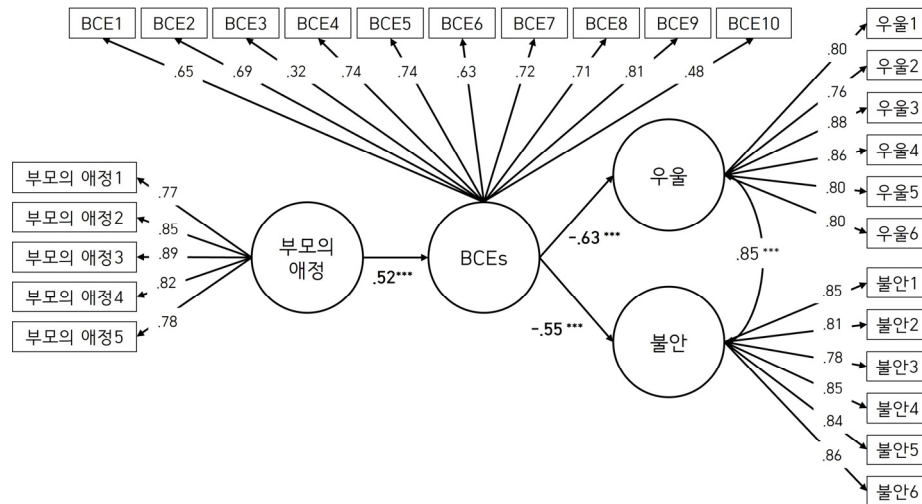 BCE1 BCE2 BCE3 BCE4 BCE5 BCE6 BCE7 BCE8 BCE9 BCE10
.65 .69 .32 .74 .74 .63 .72 .71 .81 .48
부모의 애정1
부모의 애정2
부모의 애정3
부모의 애정4
부모의 애정5
.77
.85
.89
.82
.78
부모의
애정
.52***
BCEs
-.63 ***
-.55 ***
우울
불안
.85 ***
.80
.76
.88
.86
.80
.80
우울1
우울2
우울3
우울4
우울5
우울6
.85
.81
.78
.85
.84
.86
불안1
불안2
불안3
불안4
불안5
불안6